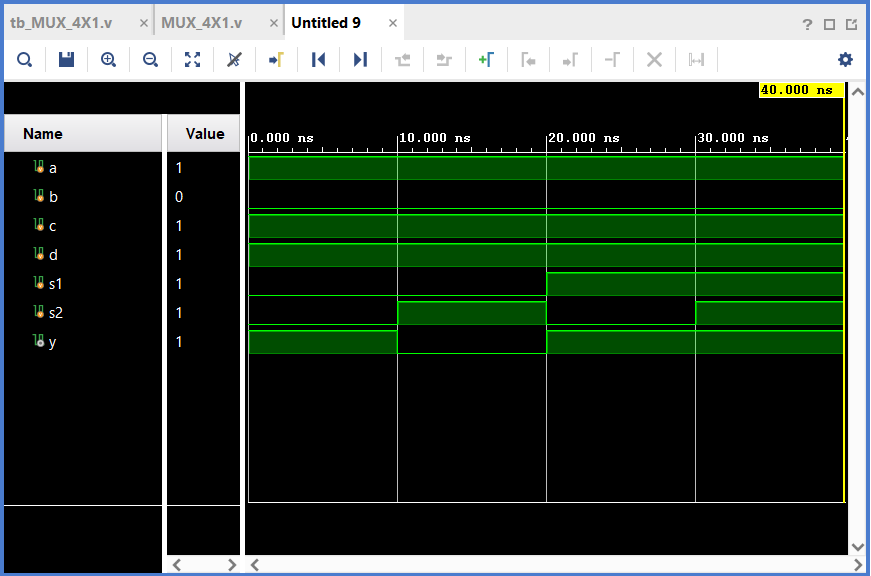 tb_MUX_4X1.v × MUX_4X1.v × Untitled 9 × ?
40.000 ns
Name Value 0.000 ns 10.000 ns 20.000 ns 30.000 ns
a 1
b 0
c 1
d 1
s1 1
s2 1
y 1